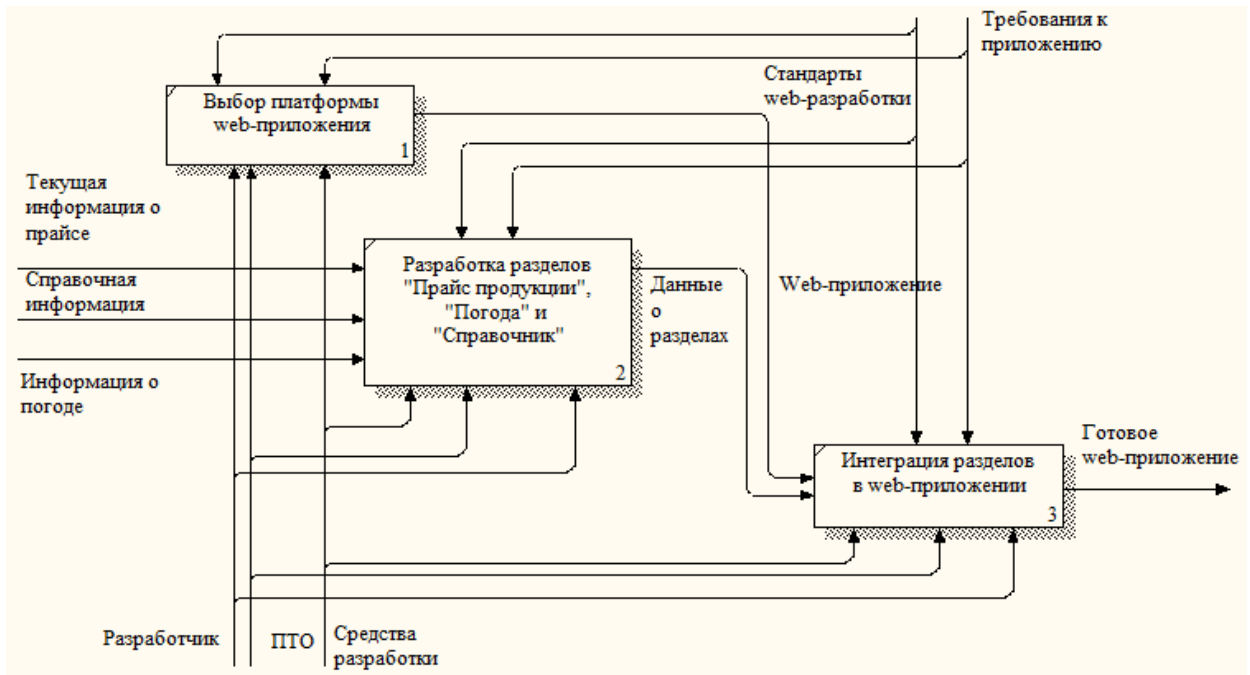 Требования к
приложению
Стандарты
web-разработки
Выбор платформы
web-приложения
1
Текущая
информация о
прайсе
Справочная
информация
Информация о
погоде
Разработка разделов
"Прайс продукции",
"Погода" и
"Справочник"
2
Данные
о
разделах
Web-приложение
Интеграция разделов
в web-приложении
3
Готовое
web-приложение
Разработчик
ПТО
Средства
разработки